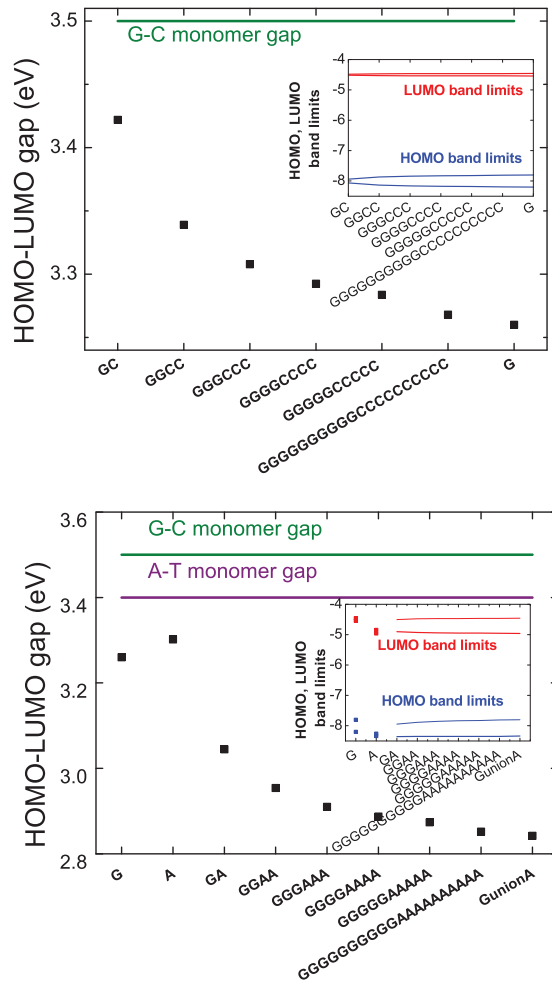 3.5
G-C monomer gap
3.4
3.3
HOMO-LUMO gap (eV)
GC
GGCC
GGGCCC
GGGGCCCC
GGGGGCCCCC
GGGGGGGGGGCCCCCCCCCC
G
-4
-5
-6
-7
-8
HOMO, LUMO
band limits
LUMO band limits
HOMO band limits
GC
GGCC
GGGCCC
GGGGCCCC
GGGGGCCCCC
GGGGGGGGGGCCCCCCCCCC
G
3.6
G-C monomer gap
A-T monomer gap
3.4
3.2
3.0
2.8
HOMO-LUMO gap (eV)
G
A
GA
GGAA
GGGAAA
GGGGAAAA
GGGGGAAAAA
GGGGGGGGGGAAAAAAAAAA
GunionA
-4
-5
-6
-7
-8
HOMO, LUMO
band limits
LUMO band limits
HOMO band limits
G
A
GA
GGAA
GGGAAA
GGGGAAAA
GGGGGAAAAA
GGGGGGGGGGAAAAAAAAAA
GunionA